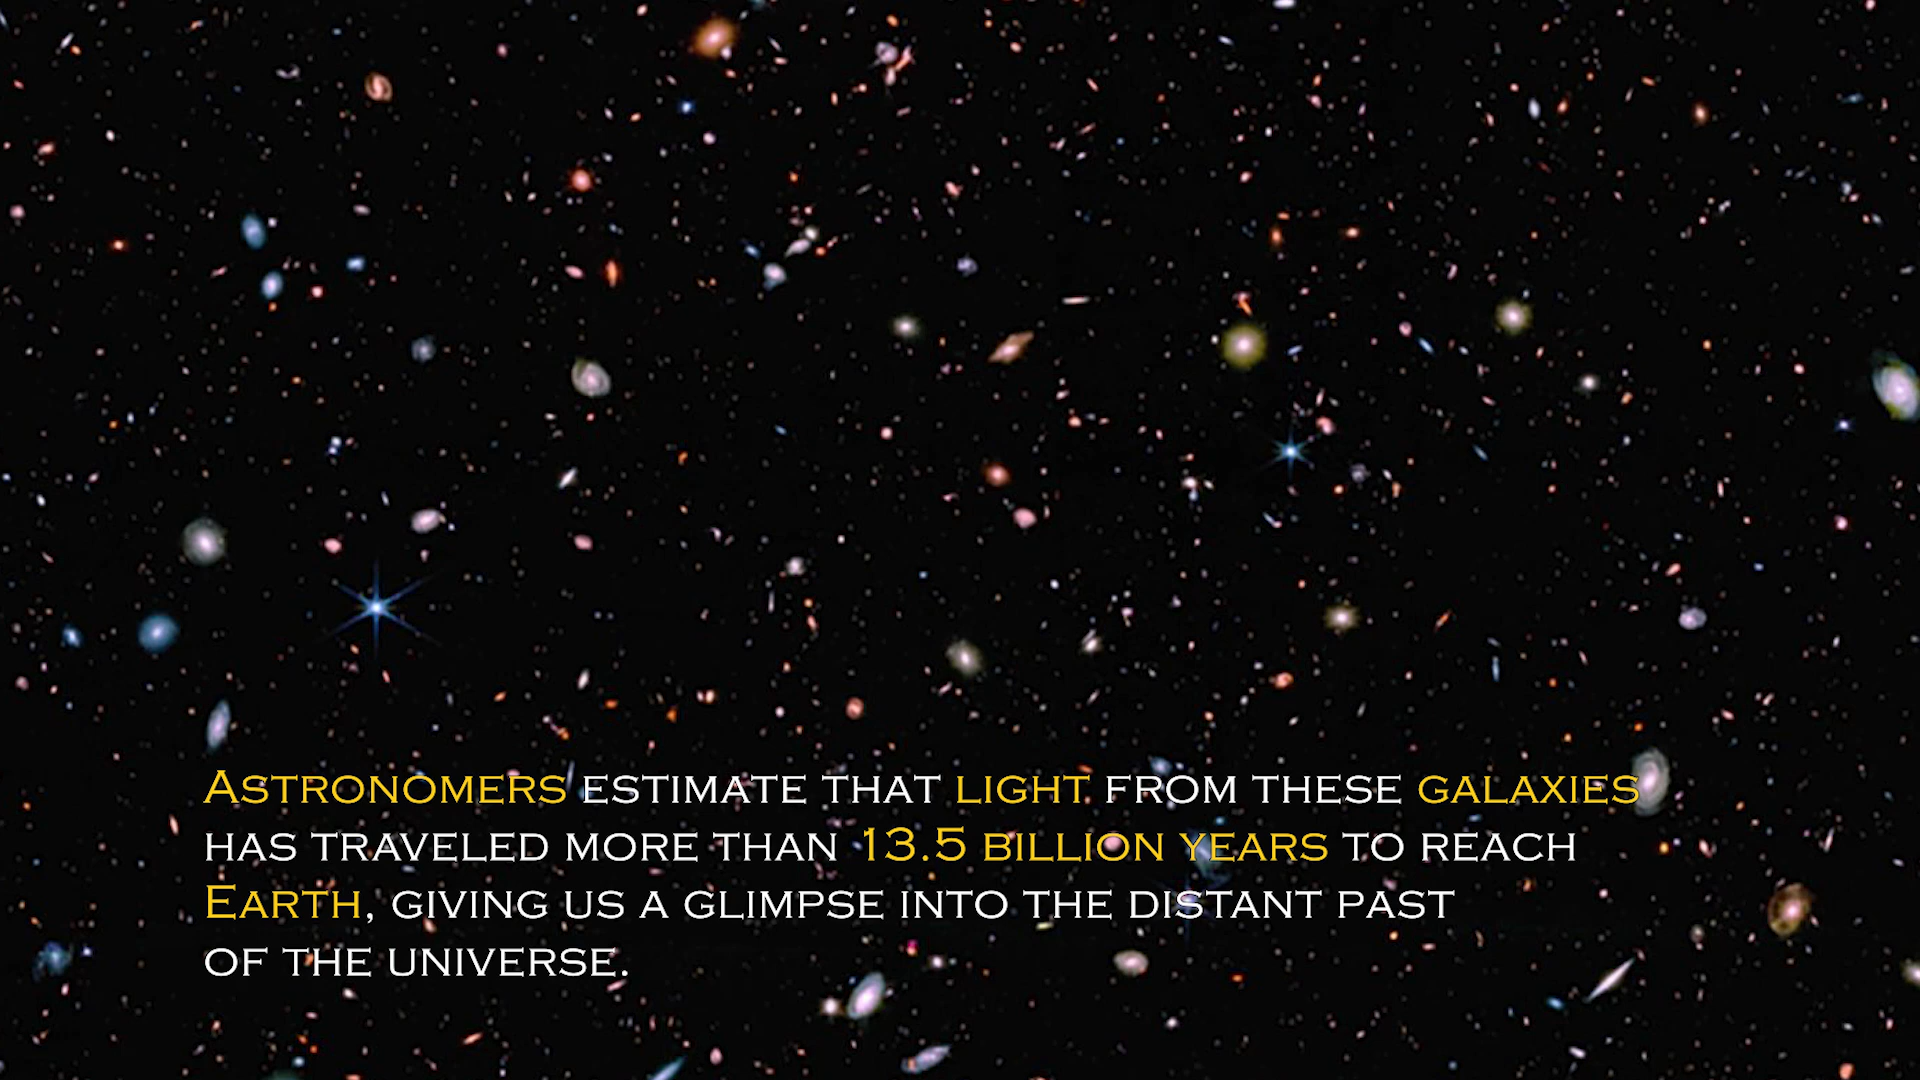 Astronomers estimate that light from these galaxies
has traveled more than 13.5 billion years to reach
Earth, giving us a glimpse into the distant past
of the universe.